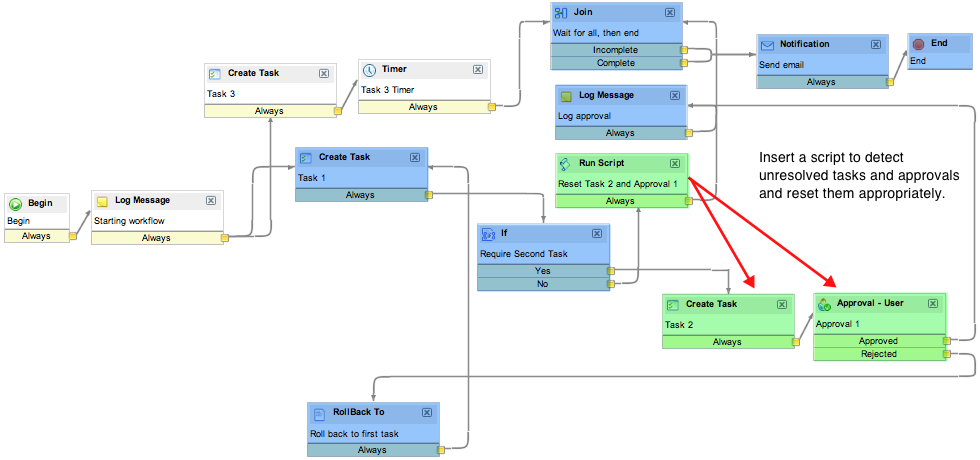 Join
Wait for all, then end
Incomplete
Complete
Notification
Send email
Always
End
End
Create Task
Task 3
Always
Timer
Task 3 Timer
Always
Log Message
Log approval
Always
Create Task
Task 1
Always
Run Script
Reset Task 2 and Approval 1
Always
Insert a script to detect
unresolved tasks and approvals
and reset them appropriately.
Begin
Begin
Always
Log Message
Starting workflow
Always
If
Require Second Task
Yes
No
Create Task
Task 2
Always
Approval - User
Approval 1
Approved
Rejected
RollBack To
Roll back to first task
Always